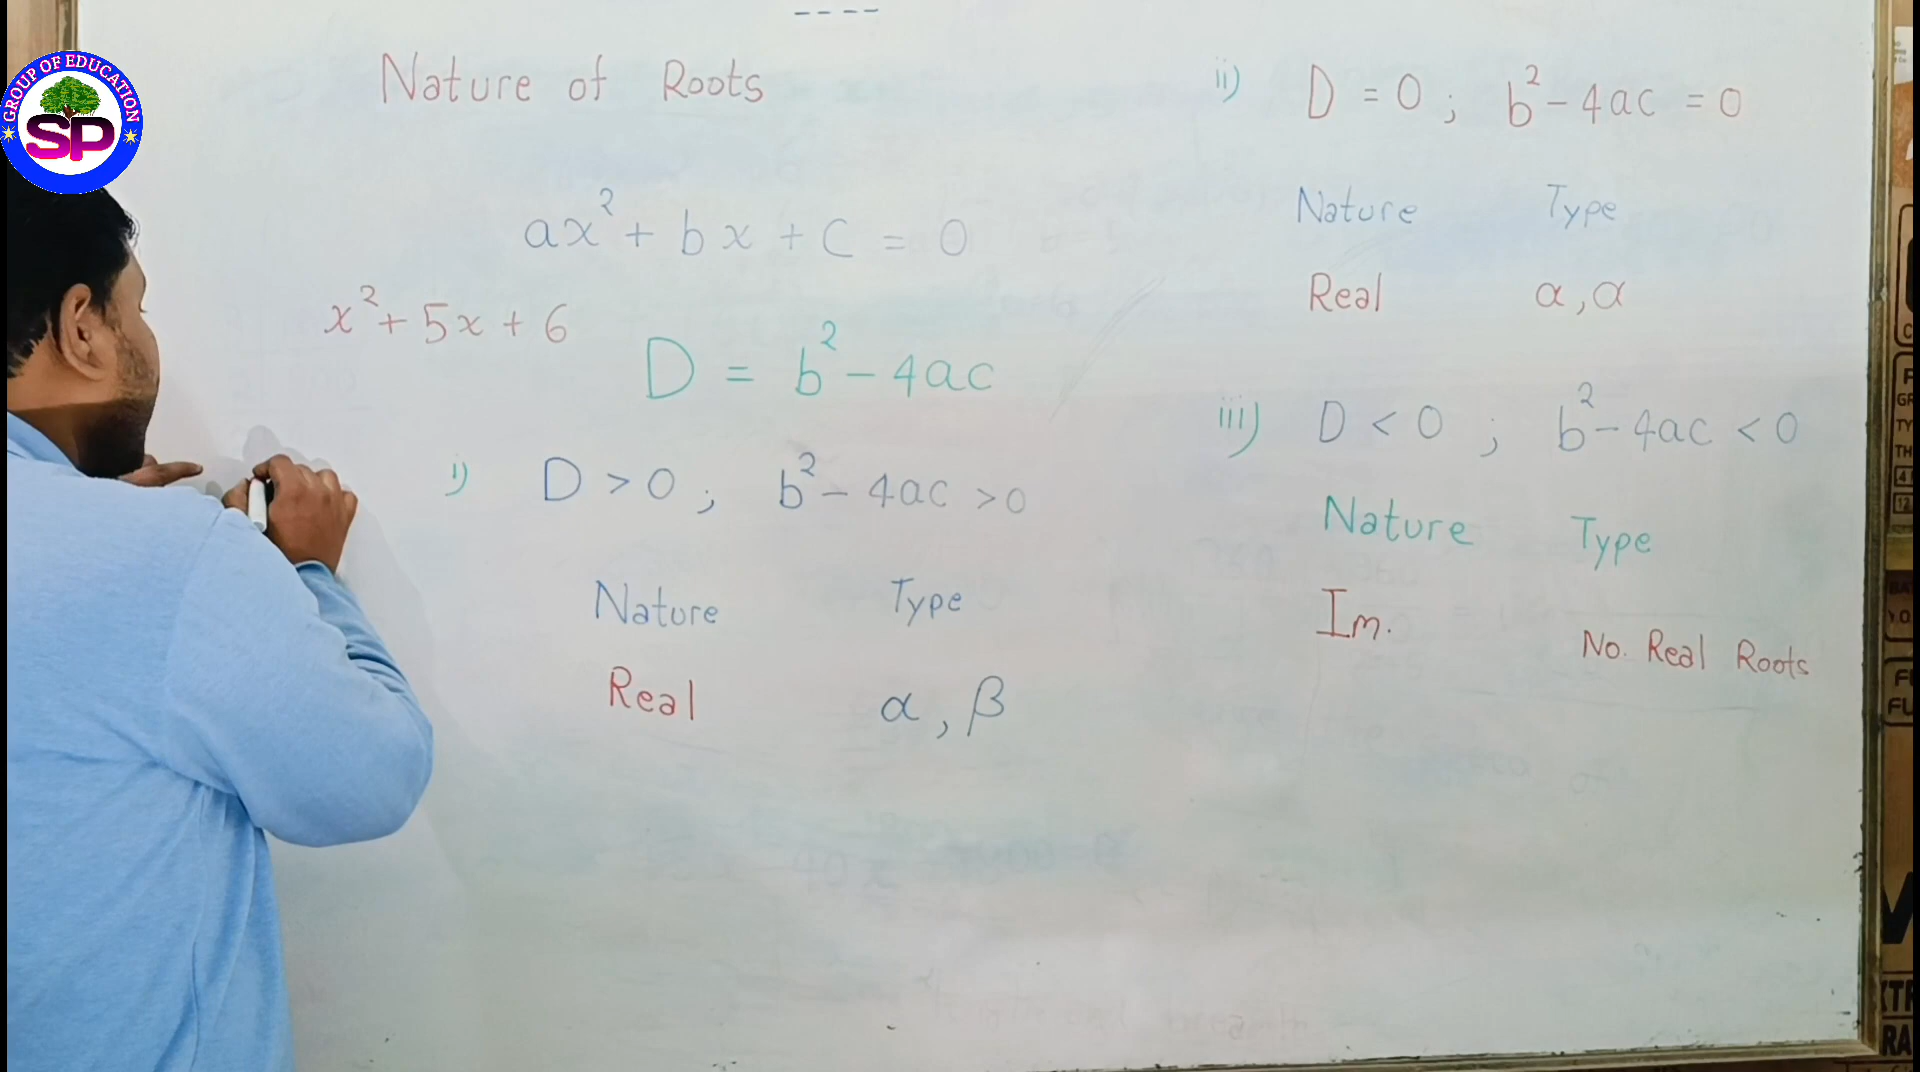 GROUP OF EDUCATION
SP
Nature of Roots
ax² + bx + c = 0
x² + 5x + 6
D = b² - 4ac
i) D > 0 ; b² - 4ac > 0
Nature Type
Real α , β
ii) D = 0 ; b² - 4ac = 0
Nature Type
Real α , α
iii) D < 0 ; b² - 4ac < 0
Nature Type
Im. No. Real Roots